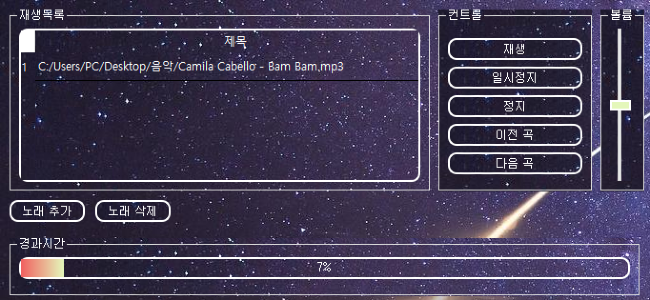 재생목록
제목
1 C:/Users/PC/Desktop/음악/Camila Cabello - Bam Bam.mp3
컨트롤
재생
일시정지
정지
이전 곡
다음 곡
볼륨
노래 추가 노래 삭제
경과시간
7%